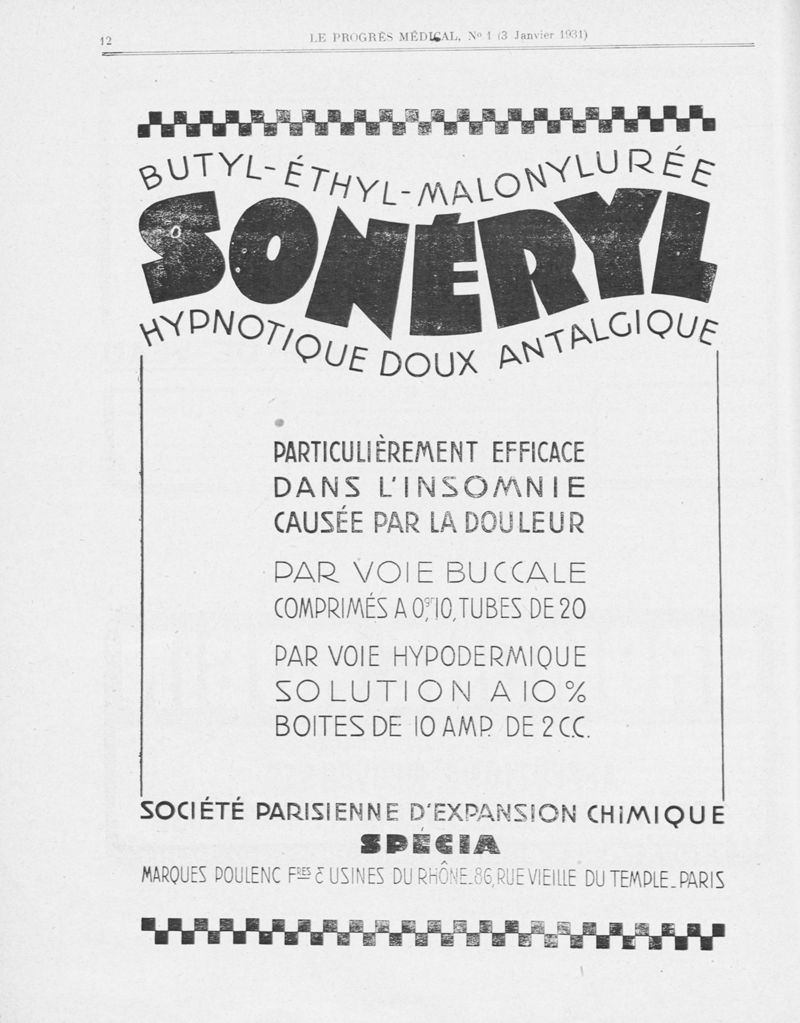 12
LE PROGRÈS MÉDICAL, Nº 1 (3 Janvier 1931)
BUTYL-ÉTHYL-MALONYLURÉE
SONÉRYL
HYPNOTIQUE DOUX ANTALGIQUE
PARTICULIÈREMENT EFFICACE
DANS L'INSOMNIE
CAUSÉE PAR LA DOULEUR
PAR VOIE BUCCALE
COMPRIMÉS A 0,gr10, TUBES DE 20
PAR VOIE HYPODERMIQUE
SOLUTION A 10 %
BOITES DE 10 AMP. DE 2 CC.
SOCIÉTÉ PARISIENNE D'EXPANSION CHiMIQUE
SPÉCIA
MARQUES POULENC FRES & USINES DU RHÔNE_86, RUE VIEILLE DU TEMPLE_PARIS